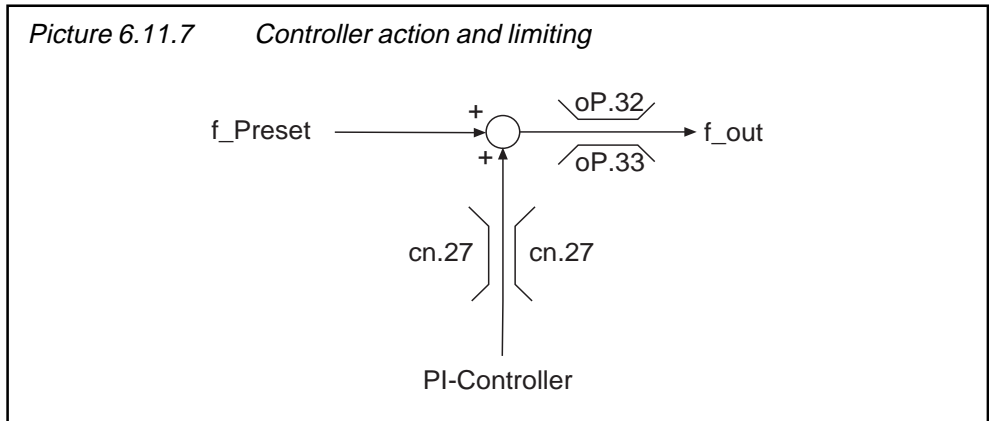 Picture 6.11.7 Controller action and limiting
+
oP.32
f_Preset
f_out
+
oP.33
cn.27
cn.27
PI-Controller